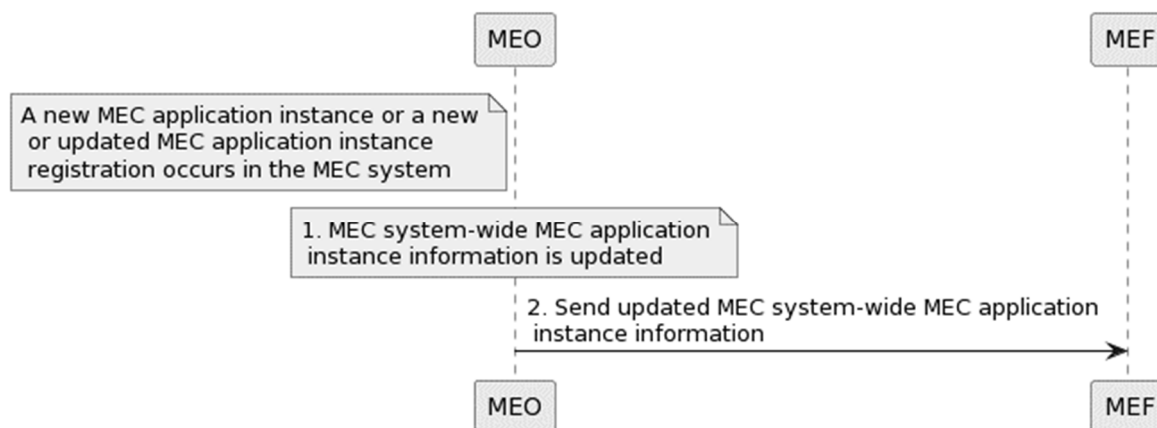 MEO
MEF
A new MEC application instance or a new
or updated MEC application instance
registration occurs in the MEC system
1. MEC system-wide MEC application
instance information is updated
2. Send updated MEC system-wide MEC application
instance information
MEO
MEF